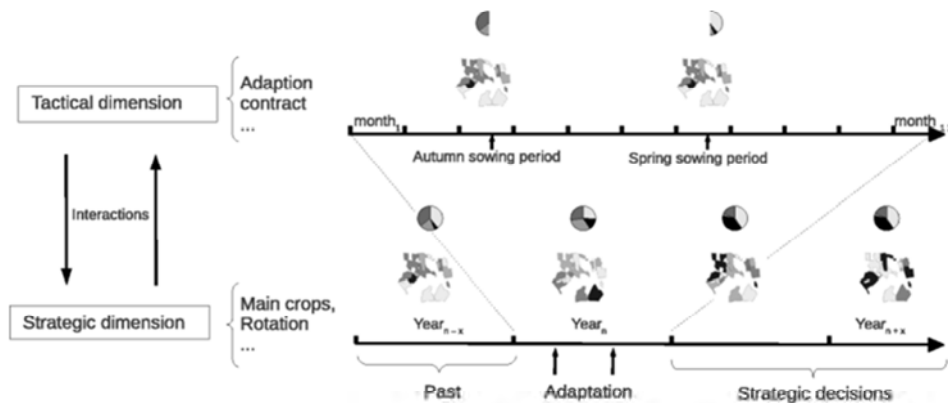 Tactical dimension
Adaption
contract
...
month1
month
Autumn sowing period
Spring sowing period
Interactions
Strategic dimension
Main crops,
Rotation
...
Year n-x
Year n
Year n+x
Past
Adaptation
Strategic decisions